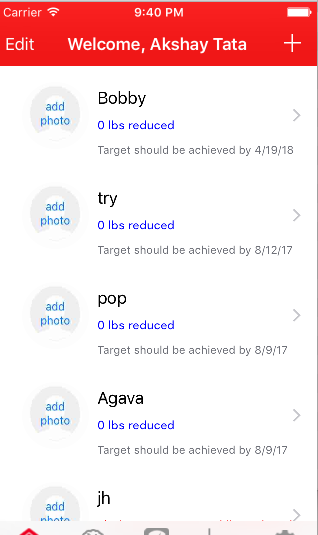 Carrier 9:40 PM
Edit Welcome, Akshay Tata +
add
photo
Bobby
0 lbs reduced
Target should be achieved by 4/19/18
add
photo
try
0 lbs reduced
Target should be achieved by 8/12/17
add
photo
pop
0 lbs reduced
Target should be achieved by 8/9/17
add
photo
Agava
0 lbs reduced
Target should be achieved by 8/9/17
add
photo
jh